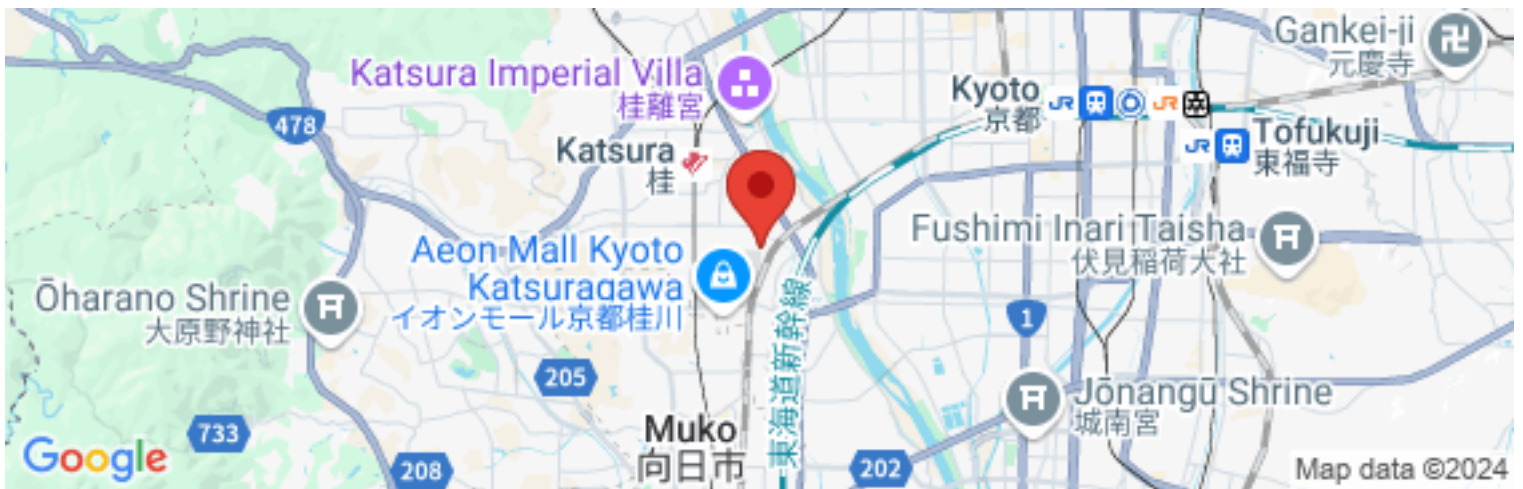 Gankei-ji
元慶寺
Katsura Imperial Villa
桂離宮
Kyoto
京都
JR
JR
JR
Tofukuji
東福寺
478
Katsura
桂
Fushimi Inari Taisha
伏見稲荷大社
Aeon Mall Kyoto
Katsuragawa
イオンモール京都桂川
Ōharano Shrine
大原野神社
東海道新幹線
1
205
Jōnangū Shrine
城南宮
733
Muko
向日市
208
202
Google
Map data ©2024